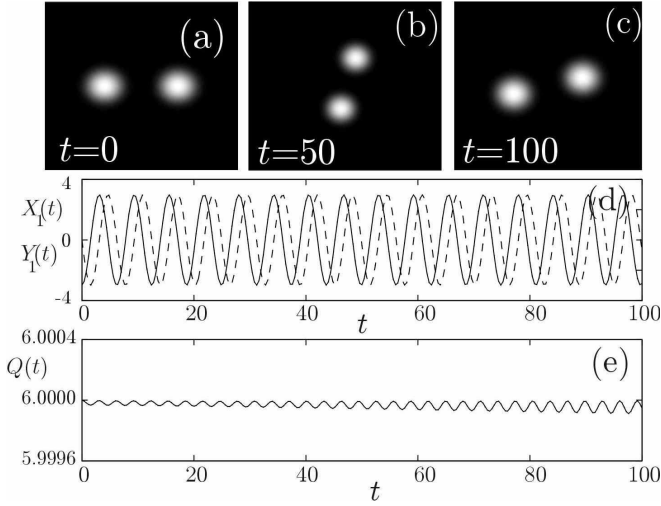 (a) (b) (c)
t=0 t=50 t=100
4
X₁(t)
(d)
0
Y₁(t)
-4
0 20 40 60 80 100
t
6.0004
(e)
Q(t)
6.0000
5.9996
0 20 40 60 80 100
t